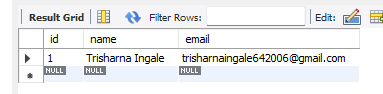 Result Grid Filter Rows: Edit:
id name email
1 Trisharna Ingale trisharnaingale642006@gmail.com
NULL NULL NULL